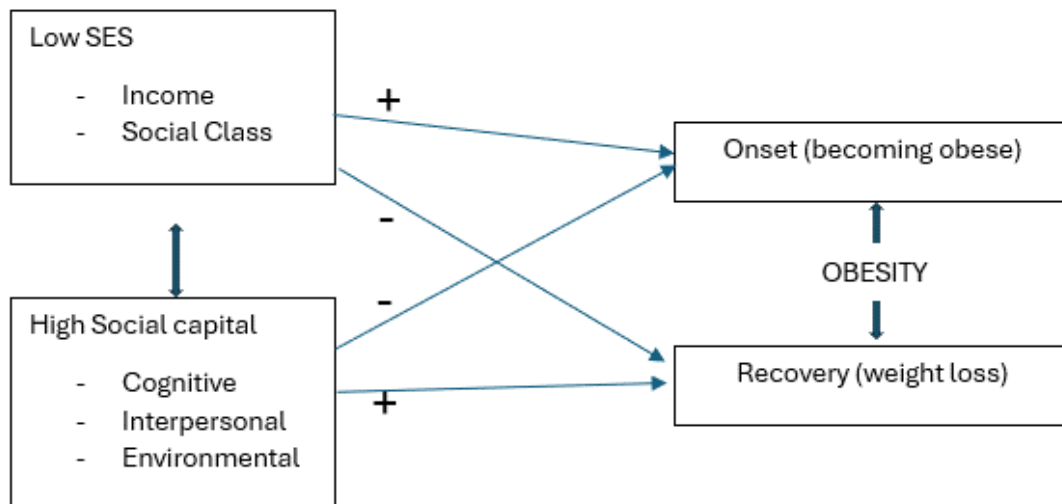 Low SES
- Income
- Social Class
+
Onset (becoming obese)
-
OBESITY
-
High Social capital
- Cognitive
- Interpersonal
- Environmental
+
Recovery (weight loss)